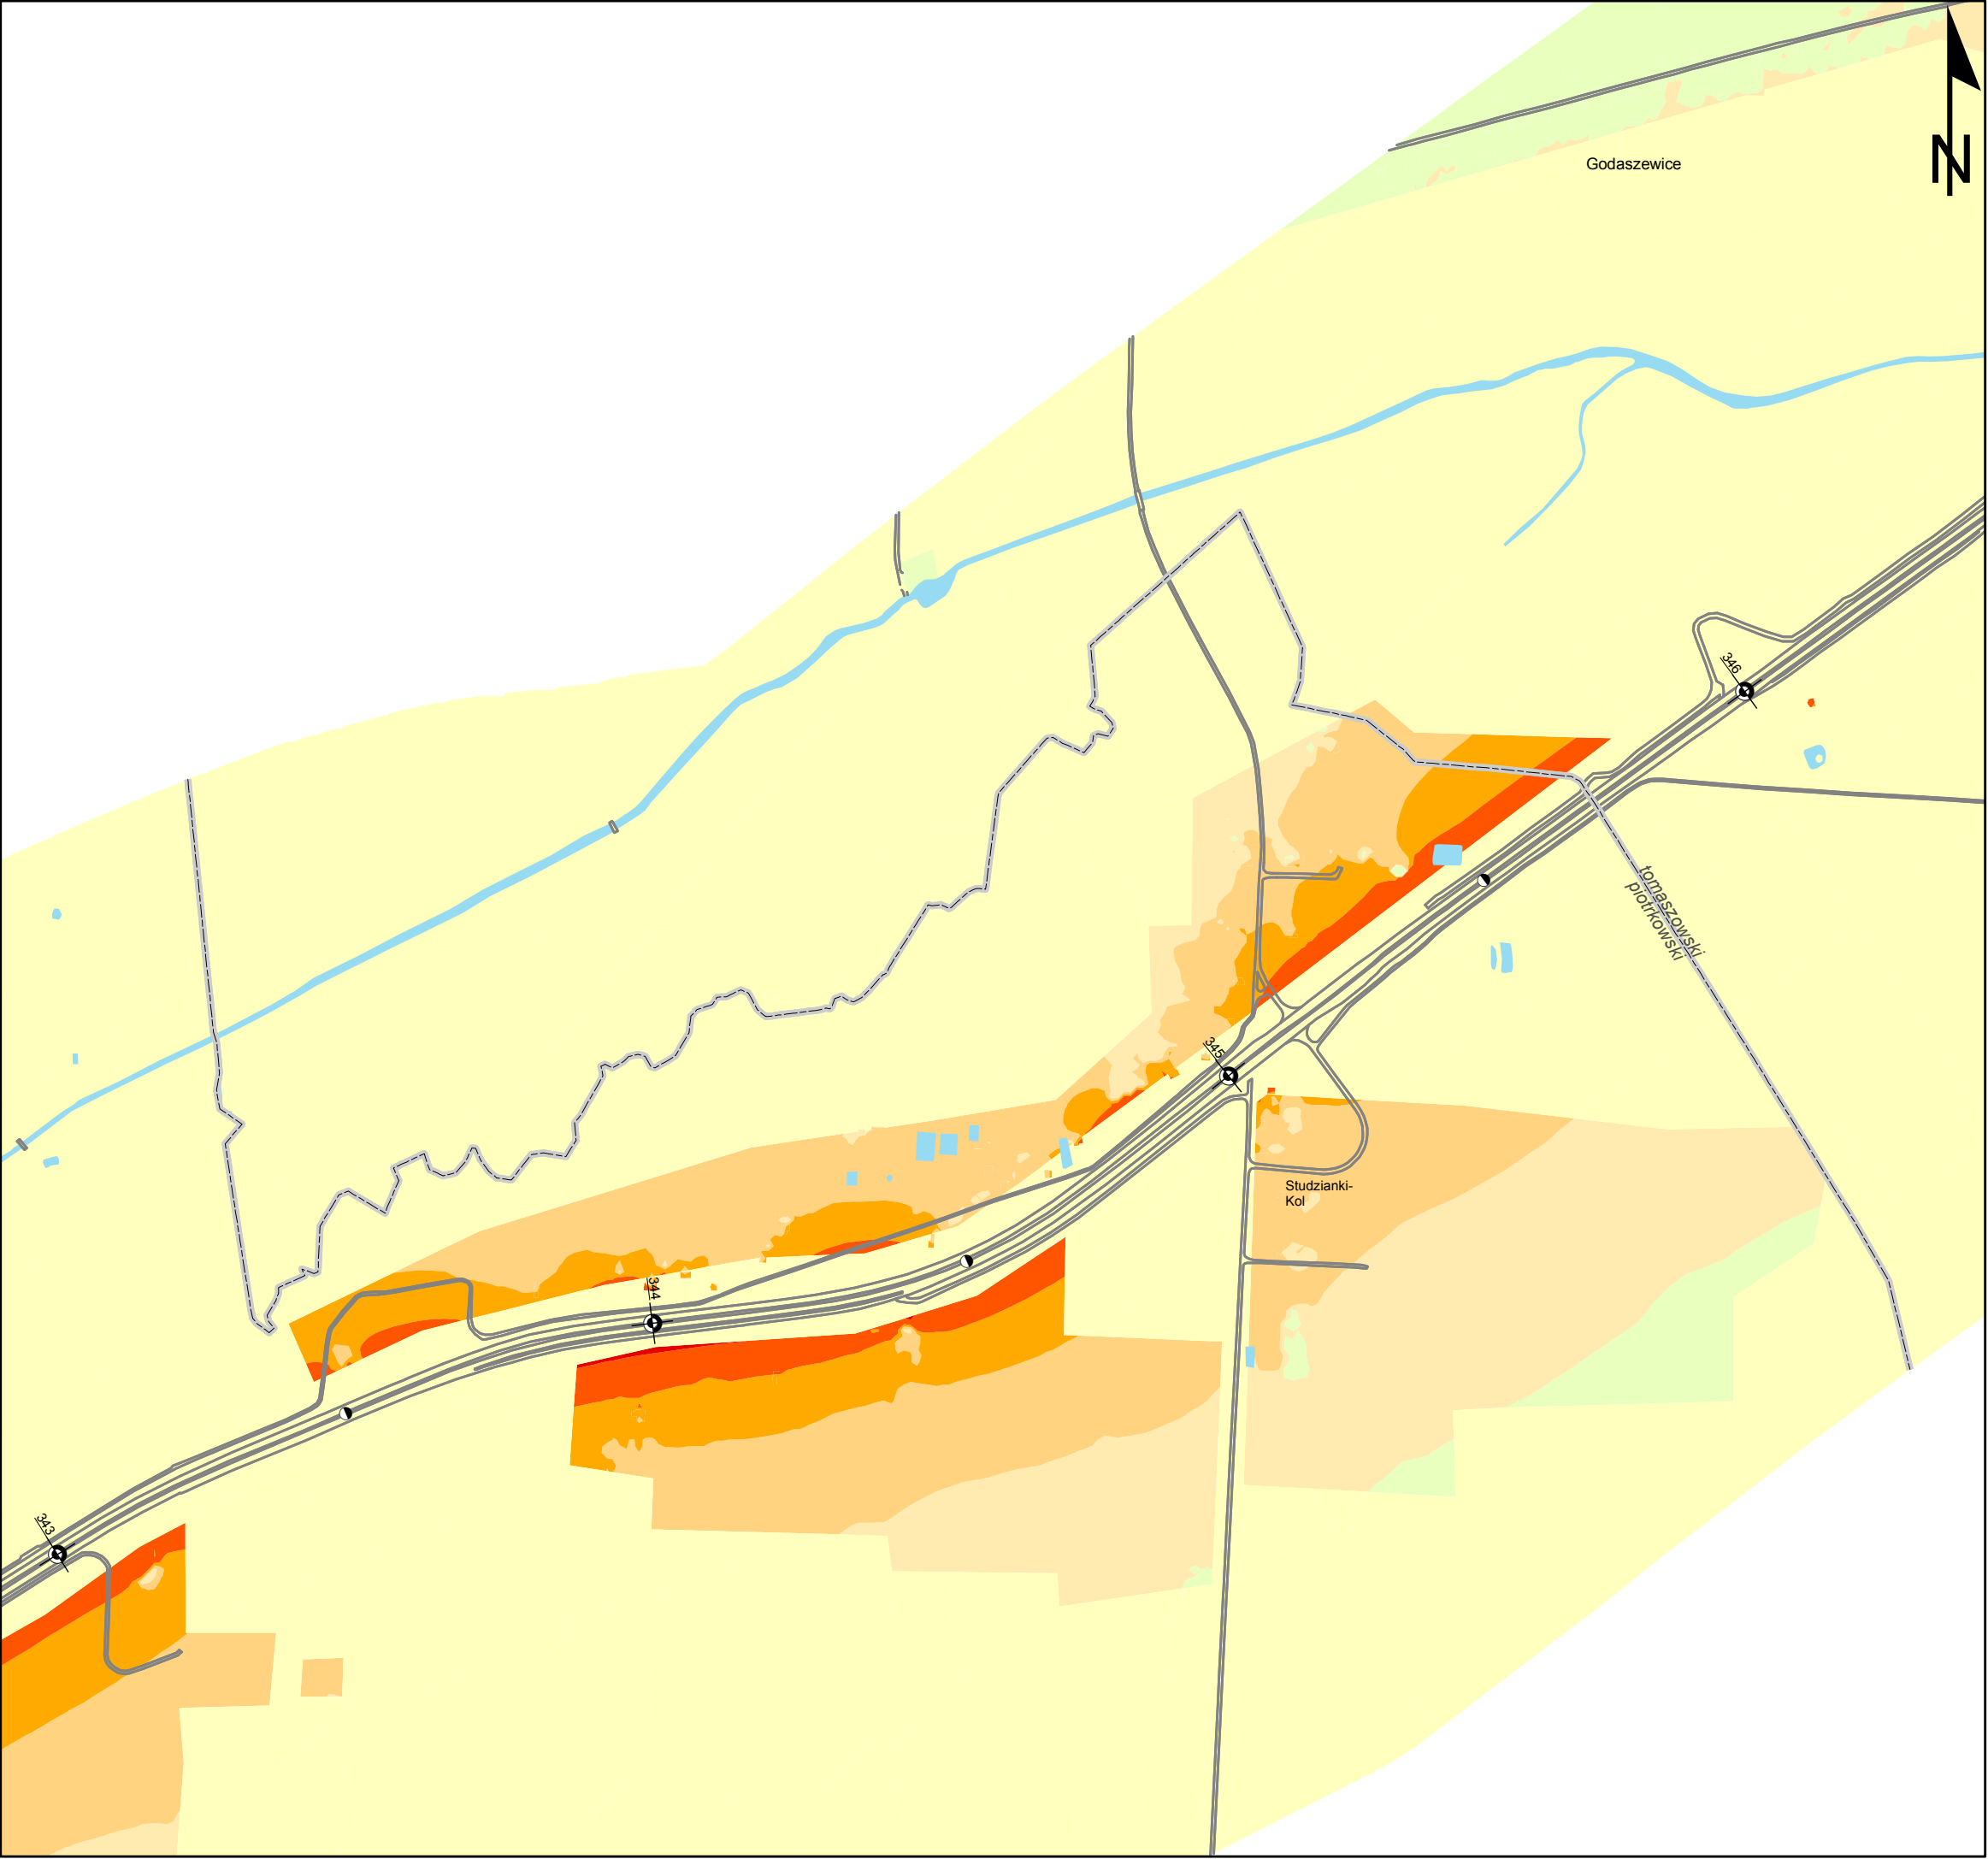 Godaszewice
N
346
tomaszowski
piotrkowski
345
Studzianki-
Kol
344
343